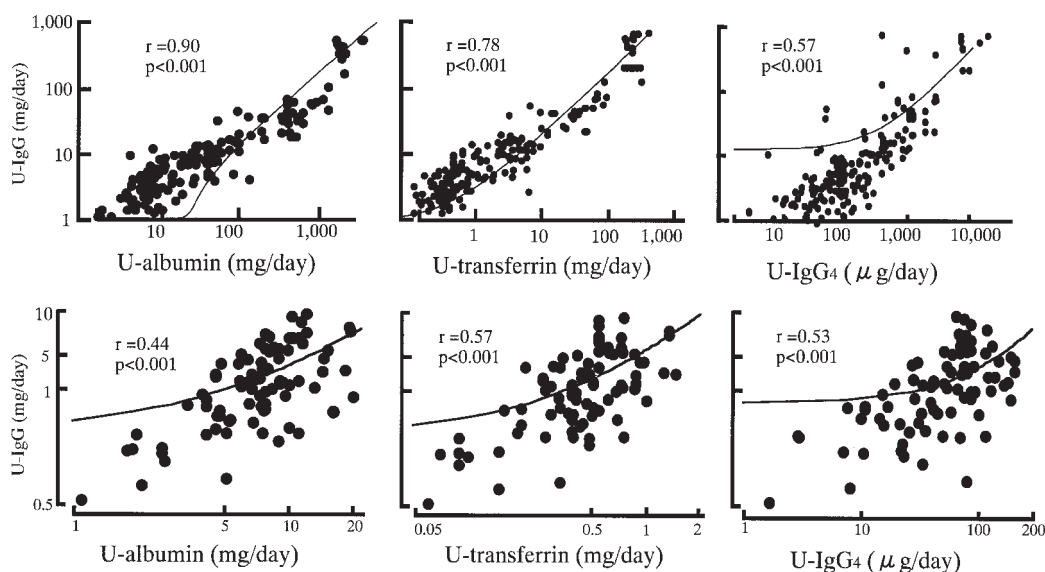 1,000
100
10
1
U-IgG (mg/day)
r =0.90
p<0.001
10 100 1,000
U-albumin (mg/day)
r =0.78
p<0.001
1 10 100 1,000
U-transferrin (mg/day)
r =0.57
p<0.001
10 100 1,000 10,000
U-IgG4 ( μ g/day)
10
5
1
0.5
U-IgG (mg/day)
r =0.44
p<0.001
1 5 10 20
U-albumin (mg/day)
r=0.57
p<0.001
0.05 0.5 1 2
U-transferrin (mg/day)
r =0.53
p<0.001
1 10 100 200
U-IgG4 ( μ g/day)